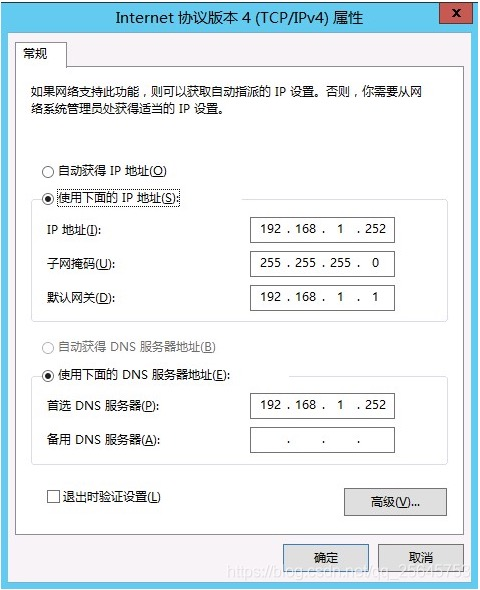 Internet 协议版本 4 (TCP/IPv4) 属性
x
常规
如果网络支持此功能，则可以获取自动指派的 IP 设置。否则，你需要从网
络系统管理员处获得适当的 IP 设置。
自动获得 IP 地址(O)
使用下面的 IP 地址(S):
IP 地址(I): 192 . 168 . 1 . 252
子网掩码(U): 255 . 255 . 255 . 0
默认网关(D): 192 . 168 . 1 . 1
自动获得 DNS 服务器地址(B)
使用下面的 DNS 服务器地址(E):
首选 DNS 服务器(P): 192 . 168 . 1 . 252
备用 DNS 服务器(A): . . .
退出时验证设置(L)
高级(V)...
确定 取消